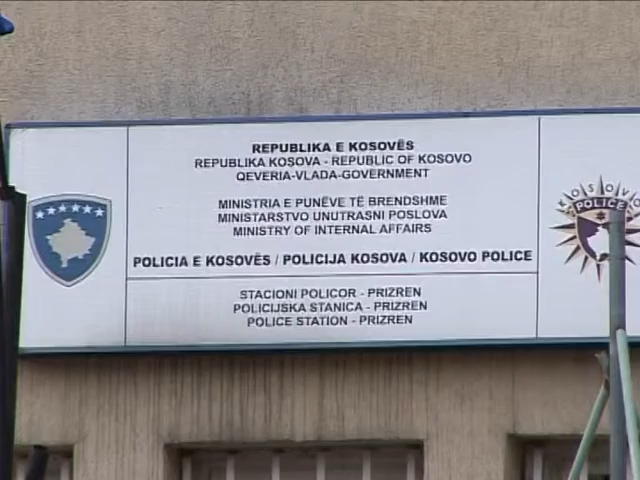 REPUBLIKA E KOSOVËS
REPUBLIKA KOSOVA - REPUBLIC OF KOSOVO
QEVERIA-VLADA-GOVERNMENT
MINISTRIA E PUNËVE TË BRENDSHME
MINISTARSTVO UNUTRASNI POSLOVA
MINISTRY OF INTERNAL AFFAIRS
POLICIA E KOSOVËS / POLICIJA KOSOVA / KOSOVO POLICE
STACIONI POLICOR - PRIZREN
POLICIJSKA STANICA - PRIZREN
POLICE STATION - PRIZREN
KOSOVO
POLICE